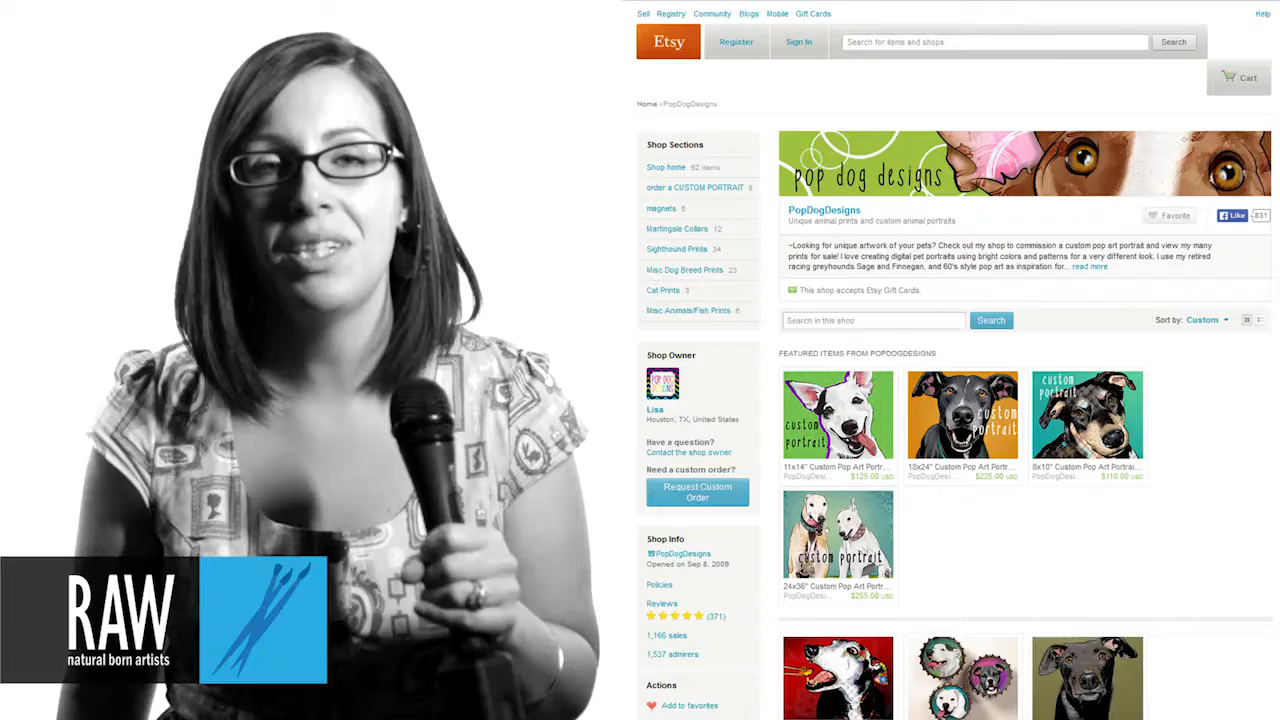 Sell Registry Community Blogs Mobile Gift Cards Help
Etsy Register Sign In Search for items and shops Search
Cart
Home › PopDogDesigns
Shop Sections
Shop home 92 items
order a CUSTOM PORTRAIT 8
magnets 6
Martingale Collars 12
Sighthound Prints 34
Misc Dog Breed Prints 23
Cat Prints 3
Misc Animals/Fish Prints 6
Shop Owner
POP DOG
DESIGNS
Lisa
Houston, TX, United States
Have a question?
Contact the shop owner.
Need a custom order?
Request Custom
Order
Shop Info
PopDogDesigns
Opened on Sep 8, 2009
Policies
Reviews
(371)
1,166 sales
1,537 admirers
Actions
Add to favorites
pop dog designs
PopDogDesigns
Unique animal prints and custom animal portraits
Favorite Like 831
~Looking for unique artwork of your pets? Check out my shop to commission a custom pop art portrait and view my many
prints for sale! I love creating digital pet portraits using bright colors and patterns for a very different look. I use my retired
racing greyhounds Sage and Finnegan, and 60's style pop art as inspiration for... read more
This shop accepts Etsy Gift Cards.
Search in this shop Search Sort by: Custom
FEATURED ITEMS FROM POPDOGDESIGNS
custom
portrait
custom
portrait
custom
portrait
11x14" Custom Pop Art Portr...
PopDogDesi... $125.00 USD
18x24" Custom Pop Art Portr...
PopDogDesi... $225.00 USD
8x10" Custom Pop Art Portrai...
PopDogDesi... $110.00 USD
custom portrait
24x36" Custom Pop Art Portr...
PopDogDesi... $255.00 USD
RAW
natural born artists